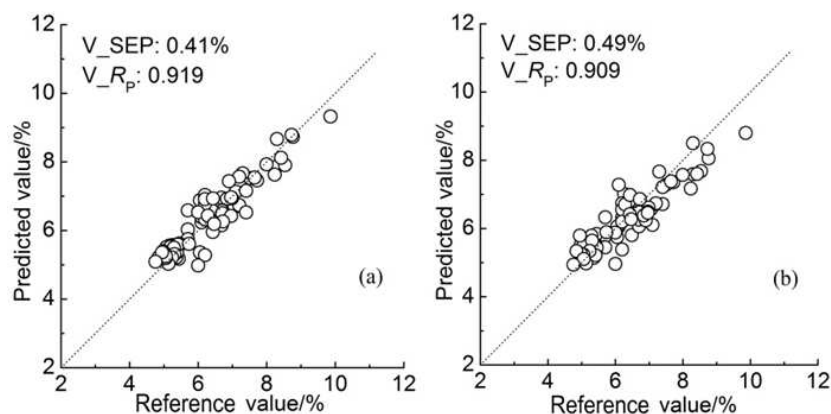 V_SEP: 0.41%
V_R_P: 0.919
Predicted value/%
12
10
8
6
4
2
(a)
2 4 6 8 10 12
Reference value/%
V_SEP: 0.49%
V_R_P: 0.909
Predicted value/%
12
10
8
6
4
2
(b)
2 4 6 8 10 12
Reference value/%